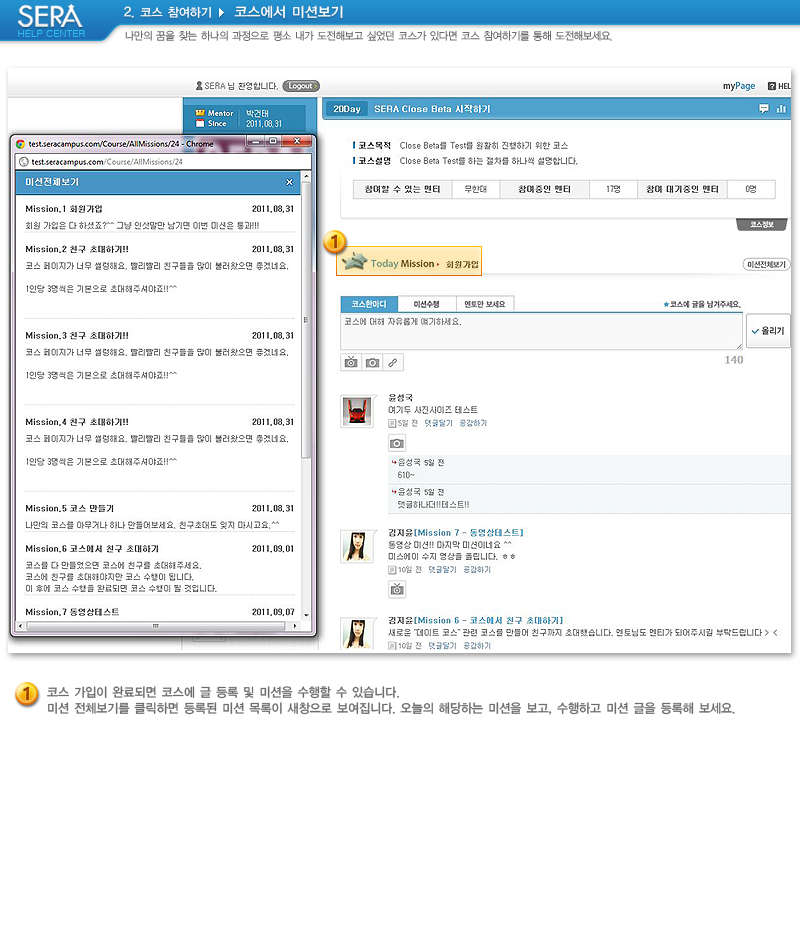 SERA
HELP CENTER
2. 코스 참여하기 ▶ 코스에서 미션보기
나만의 꿈을 찾는 하나의 과정으로 평소 내가 도전해보고 싶었던 코스가 있다면 코스 참여하기를 통해 도전해보세요.
SERA 님 환영합니다. Logout
myPage ? HEL
Mentor 박건태
Since 2011.08.31
20Day SERA Close Beta 시작하기
코스목적 Close Beta를 Test를 원활히 진행하기 위한 코스
코스설명 Close Beta Test를 하는 절차를 하나씩 설명합니다.
참여할 수 있는 멘티 무한대 참여중인 멘티 17명 참여 대기중인 멘티 0명
코스정보
1
Today Mission › 회원가입
미션전체보기
코스한마디 미션수행 멘토만 보세요
★코스에 글을 남겨주세요.
코스에 대해 자유롭게 얘기하세요.
올리기
140
윤성국
여기두 사진사이즈 테스트
5일 전 댓글달기 공감하기
윤성국 5일 전
610~
윤성국 5일 전
댓글하나더!!테스트!!
김지윤[Mission 7 - 동영상테스트]
동영상 미션!! 마지막 미션이네요 ^^
미스에이 수지 영상을 올립니다. ㅎㅎ
10일 전 댓글달기 공감하기
김지윤[Mission 6 - 코스에서 친구 초대하기]
새로운 "데이트 코스" 관련 코스를 만들어 친구까지 초대했습니다. 멘토님도 멘티가 되어주시길 부탁드립니다 > <
10일 전 댓글달기 공감하기
test.seracampus.com/Course/AllMissions/24 - Chrome
test.seracampus.com/Course/AllMissions/24
미션전체보기
Mission.1 회원가입 2011.08.31
회원 가입은 다 하셨죠?^^ 그냥 인삿말만 남기면 이번 미션은 통과!!!
Mission.2 친구 초대하기!! 2011.08.31
코스 페이지가 너무 썰렁해요. 빨리빨리 친구들을 많이 불러왔으면 좋겠네요.
1인당 3명씩은 기본으로 초대해주셔야죠!!^^
Mission.3 친구 초대하기!! 2011.08.31
코스 페이지가 너무 썰렁해요. 빨리빨리 친구들을 많이 불러왔으면 좋겠네요.
1인당 3명씩은 기본으로 초대해주셔야죠!!^^
Mission.4 친구 초대하기!! 2011.08.31
코스 페이지가 너무 썰렁해요. 빨리빨리 친구들을 많이 불러왔으면 좋겠네요.
1인당 3명씩은 기본으로 초대해주셔야죠!!^^
Mission.5 코스 만들기 2011.08.31
나만의 코스를 아무거나 하나 만들어보세요. 친구초대도 잊지 마시고요.^^
Mission.6 코스에서 친구 초대하기 2011.09.01
코스를 다 만들었으면 코스에 친구를 초대해주세요.
코스에 친구를 초대해야지만 코스 수행이 됩니다.
이 후에 코스 수행을 완료되면 코스 수행이 될 것입니다.
Mission.7 동영상테스트 2011.09.07
1 코스 가입이 완료되면 코스에 글 등록 및 미션을 수행할 수 있습니다.
미션 전체보기를 클릭하면 등록된 미션 목록이 새창으로 보여집니다. 오늘의 해당하는 미션을 보고, 수행하고 미션 글을 등록해 보세요.